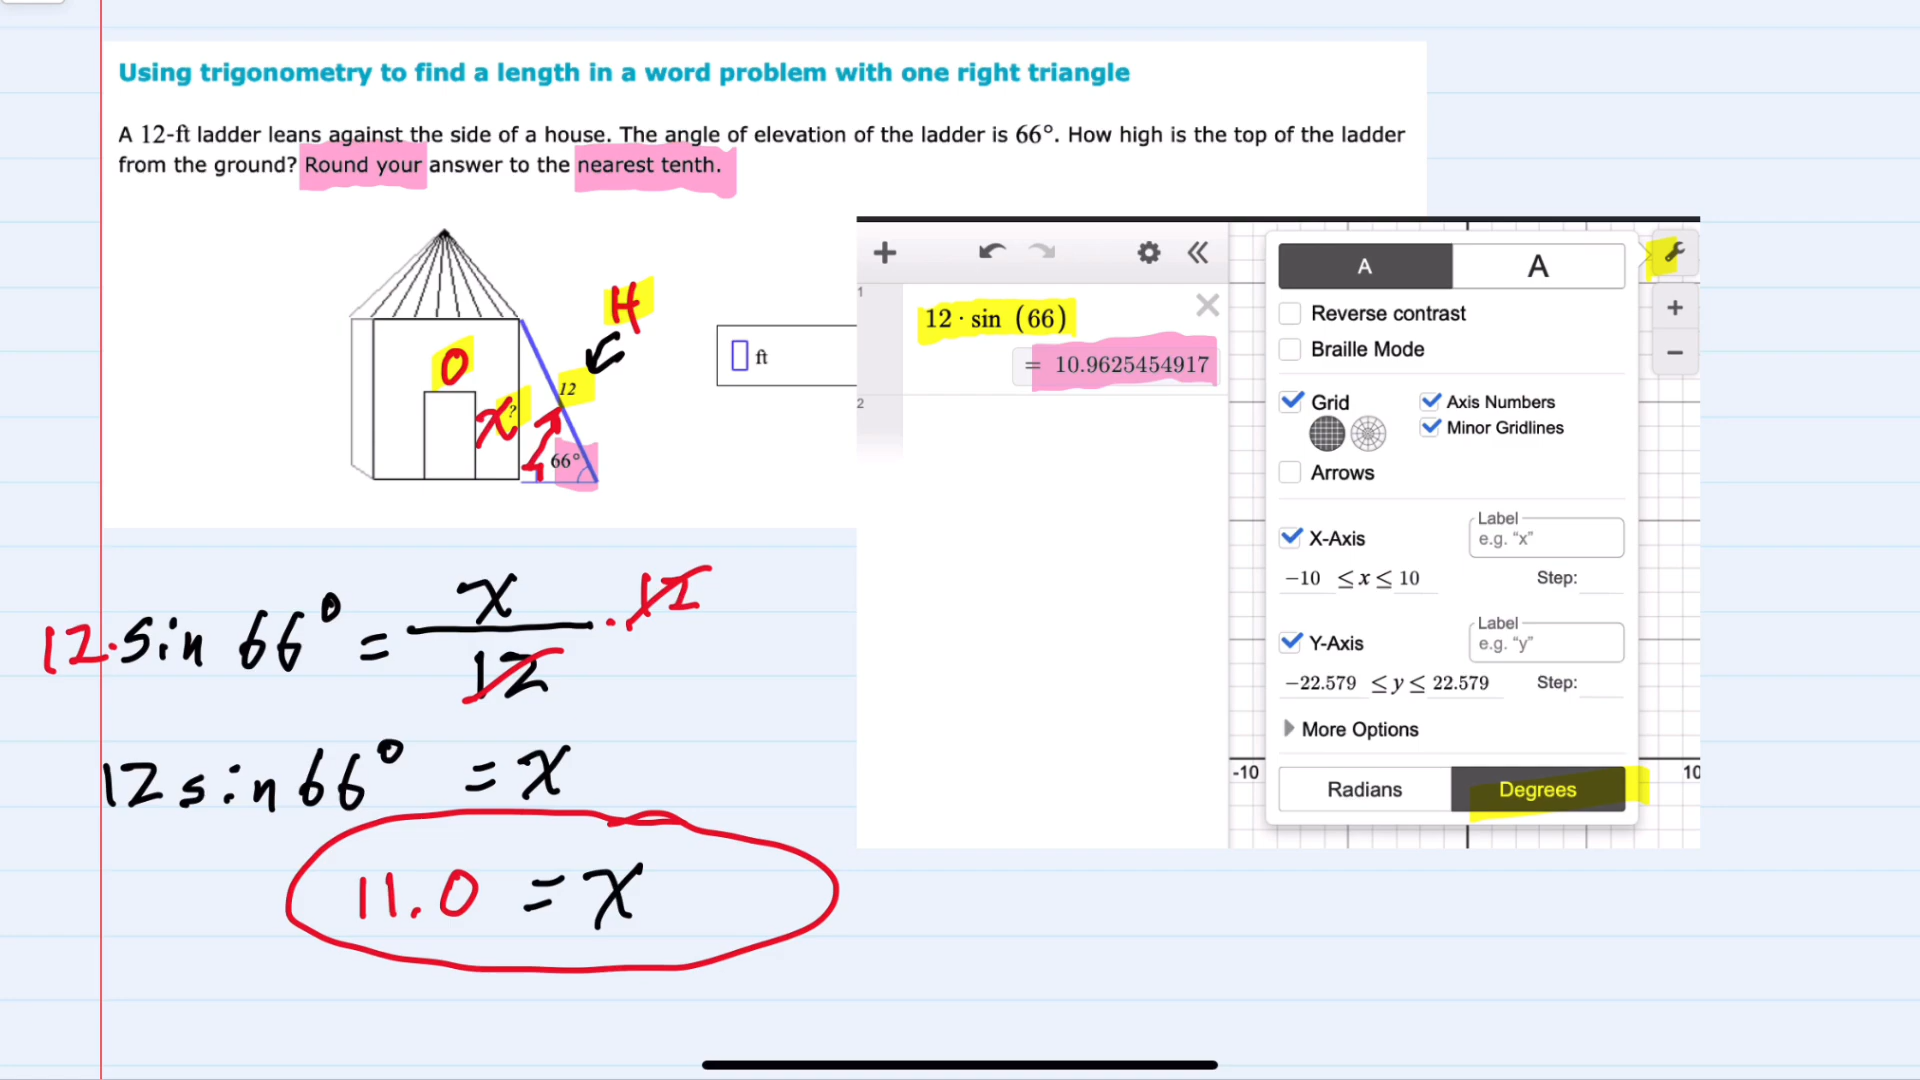 Using trigonometry to find a length in a word problem with one right triangle
A 12-ft ladder leans against the side of a house. The angle of elevation of the ladder is 66°. How high is the top of the ladder
from the ground? Round your answer to the nearest tenth.
H
O
12
x ?
66°
ft
1
12 · sin (66)
= 10.9625454917
2
A A
Reverse contrast
Braille Mode
Grid
Axis Numbers
Minor Gridlines
Arrows
X-Axis
Label
e.g. “x”
−10 ≤ x ≤ 10
Step:
Y-Axis
Label
e.g. “y”
−22.579 ≤ y ≤ 22.579
Step:
More Options
Radians Degrees
-10
10
12·sin 66° = x/12 · 12
12 sin 66° = x
11.0 = x